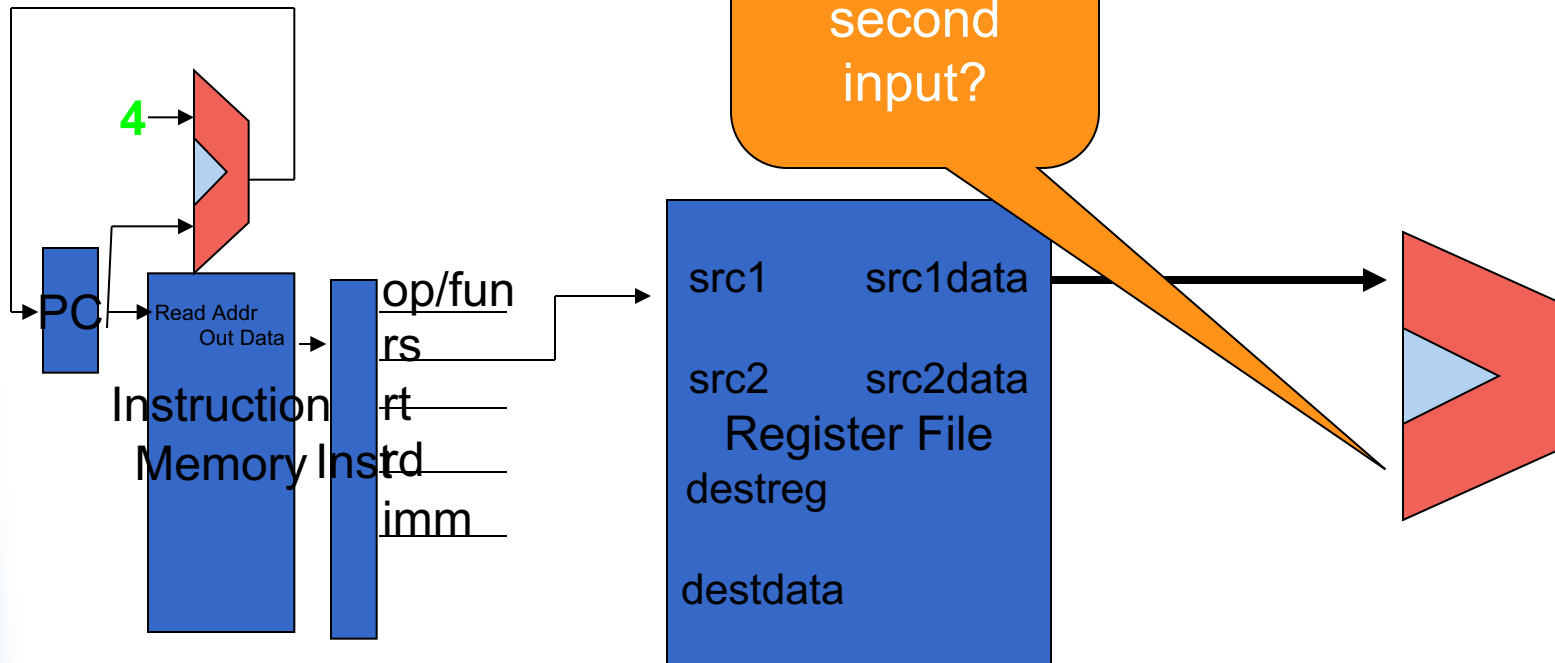 second
input?
4
PC
Read Addr
Out Data
Instruction
Memory
Inst
op/fun
rs
rt
rd
imm
src1 src1data
src2 src2data
Register File
destreg
destdata